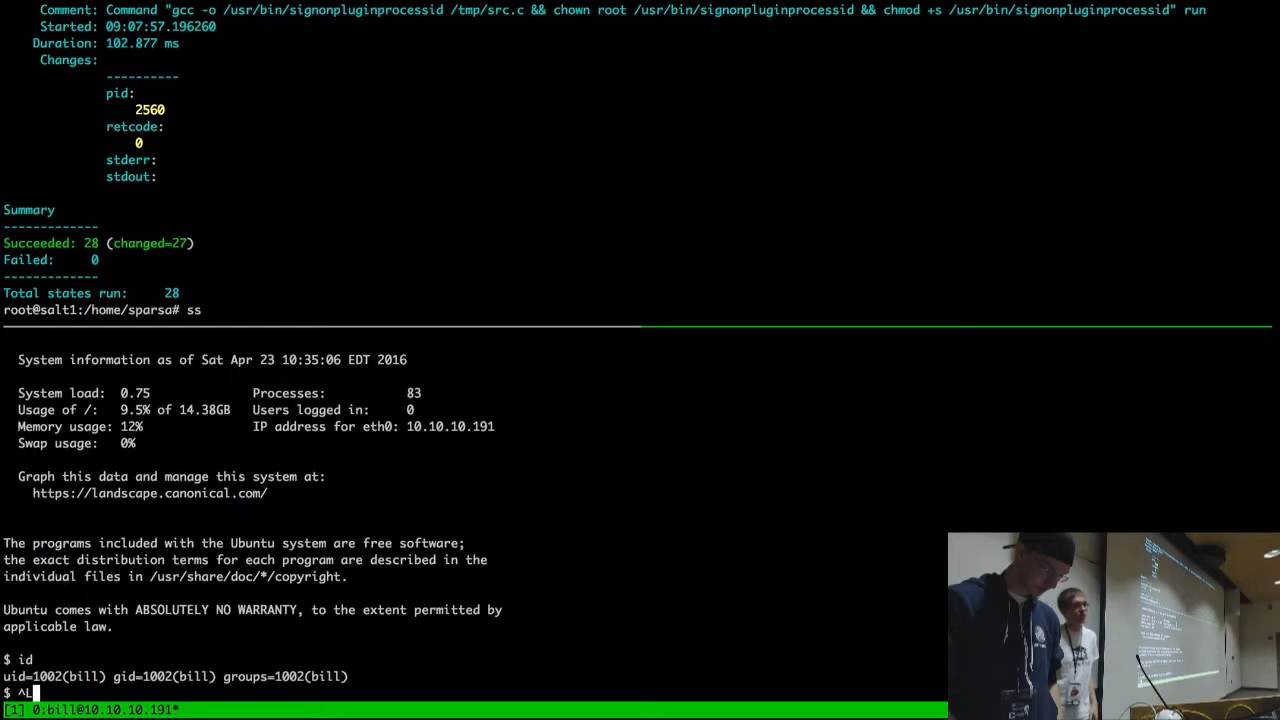 Comment: Command "gcc -o /usr/bin/signonpluginprocessid /tmp/src.c && chown root /usr/bin/signonpluginprocessid && chmod +s /usr/bin/signonpluginprocessid" run
Started: 09:07:57.196260
Duration: 102.877 ms
Changes:
----------
pid:
2560
retcode:
0
stderr:
stdout:
Summary
-------------
Succeeded: 28 (changed=27)
Failed: 0
-------------
Total states run: 28
root@salt1:/home/sparsa# ss
System information as of Sat Apr 23 10:35:06 EDT 2016
System load: 0.75 Processes: 83
Usage of /: 9.5% of 14.38GB Users logged in: 0
Memory usage: 12% IP address for eth0: 10.10.10.191
Swap usage: 0%
Graph this data and manage this system at:
https://landscape.canonical.com/
The programs included with the Ubuntu system are free software;
the exact distribution terms for each program are described in the
individual files in /usr/share/doc/*/copyright.
Ubuntu comes with ABSOLUTELY NO WARRANTY, to the extent permitted by
applicable law.
$ id
uid=1002(bill) gid=1002(bill) groups=1002(bill)
$ ^L
[1] 0:bill@10.10.10.191*